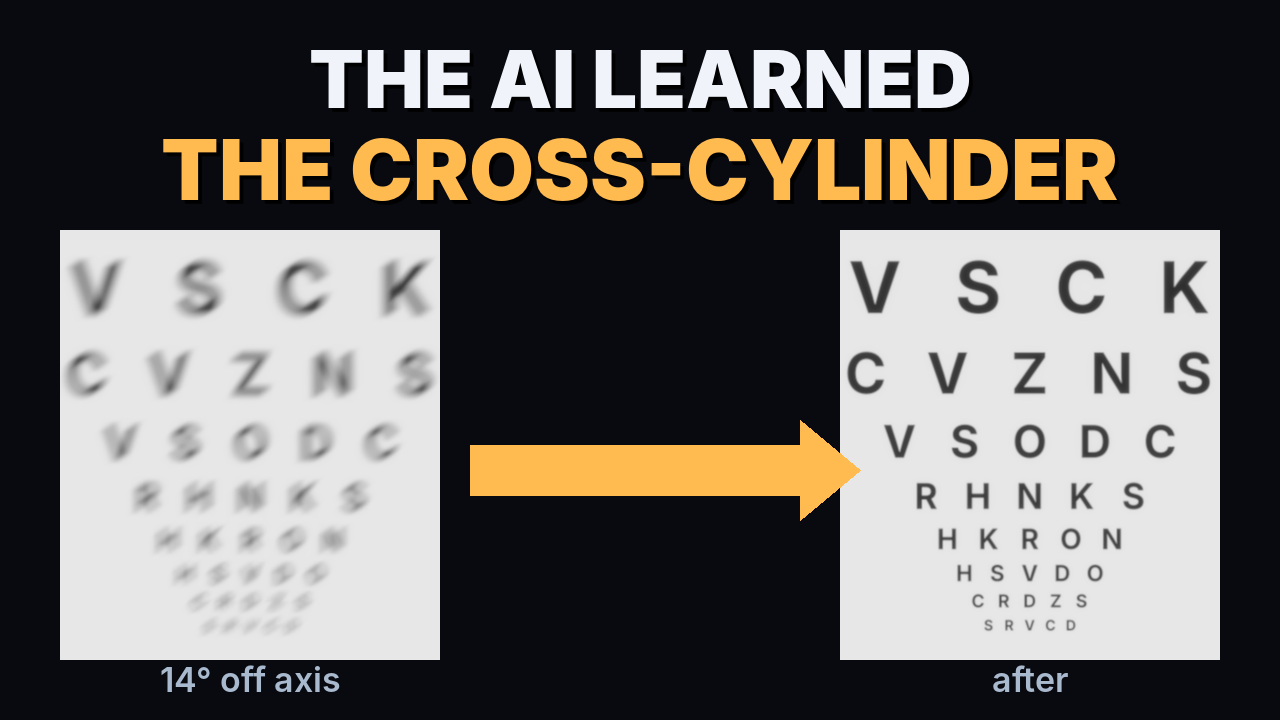 THE AI LEARNED
THE CROSS-CYLINDER
V S C K
C V Z N S
V S O D C
R H N K S
H K R O N
14° off axis
V S C K
C V Z N S
V S O D C
R H N K S
H K R O N
H S V D O
C R D Z S
S R V C D
after